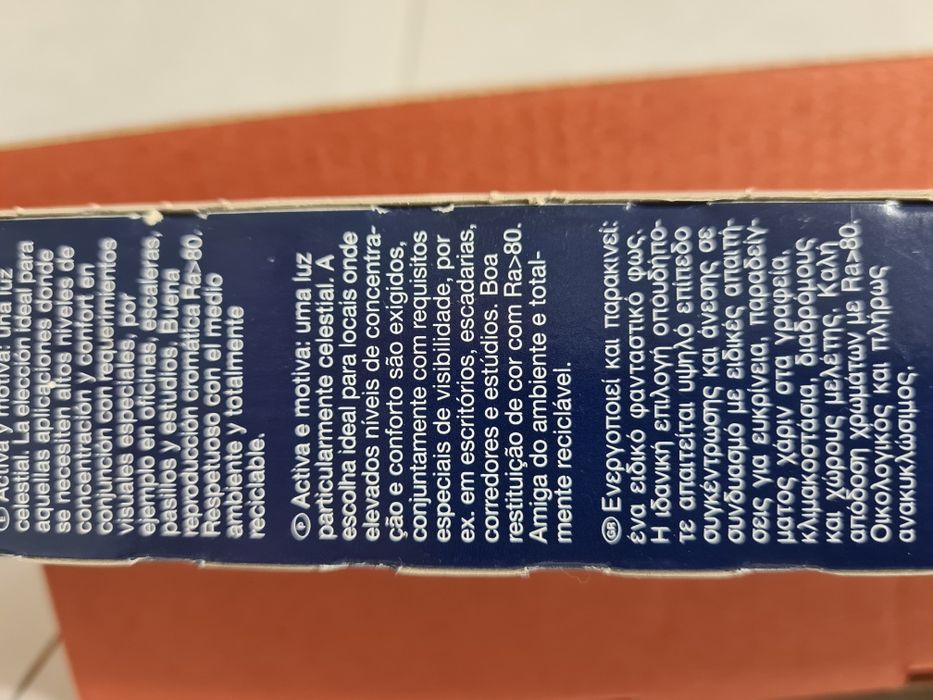 Activa y motiva: una luz
celestial. La elección ideal para
aquellas aplicaciones donde
se necesiten altos niveles de
concentración y confort en
conjunción con requerimientos
visuales especiales, por
ejemplo en oficinas, escaleras,
pasillos y estudios. Buena
reproducción cromática Ra>80.
Respetuoso con el medio
ambiente y totalmente
reciclable.
P Activa e motiva: uma luz
particularmente celestial. A
escolha ideal para locais onde
elevados níveis de concentra-
ção e conforto são exigidos,
conjuntamente com requisitos
especiais de visibilidade, por
ex. em escritórios, escadarias,
corredores e estúdios. Boa
restituição de cor com Ra>80.
Amiga do ambiente e total-
mente reciclável.
GR Ενεργοποιεί και παρακινεί:
ένα ειδικό φανταστικό φως.
Η ιδανική επιλογή οπουδήπο-
τε απαιτείται υψηλό επίπεδο
συγκέντρωσης και άνεσης σε
συνδυασμό με ειδικές απαιτή-
σεις για ευκρίνεια, παραδείγ-
ματος χάριν στα γραφεία,
κλιμακοστάσια, διαδρόμους
και χώρους μελέτης. Καλή
απόδοση χρωμάτων με Ra>80.
Οικολογικός και πλήρως
ανακυκλώσιμος.